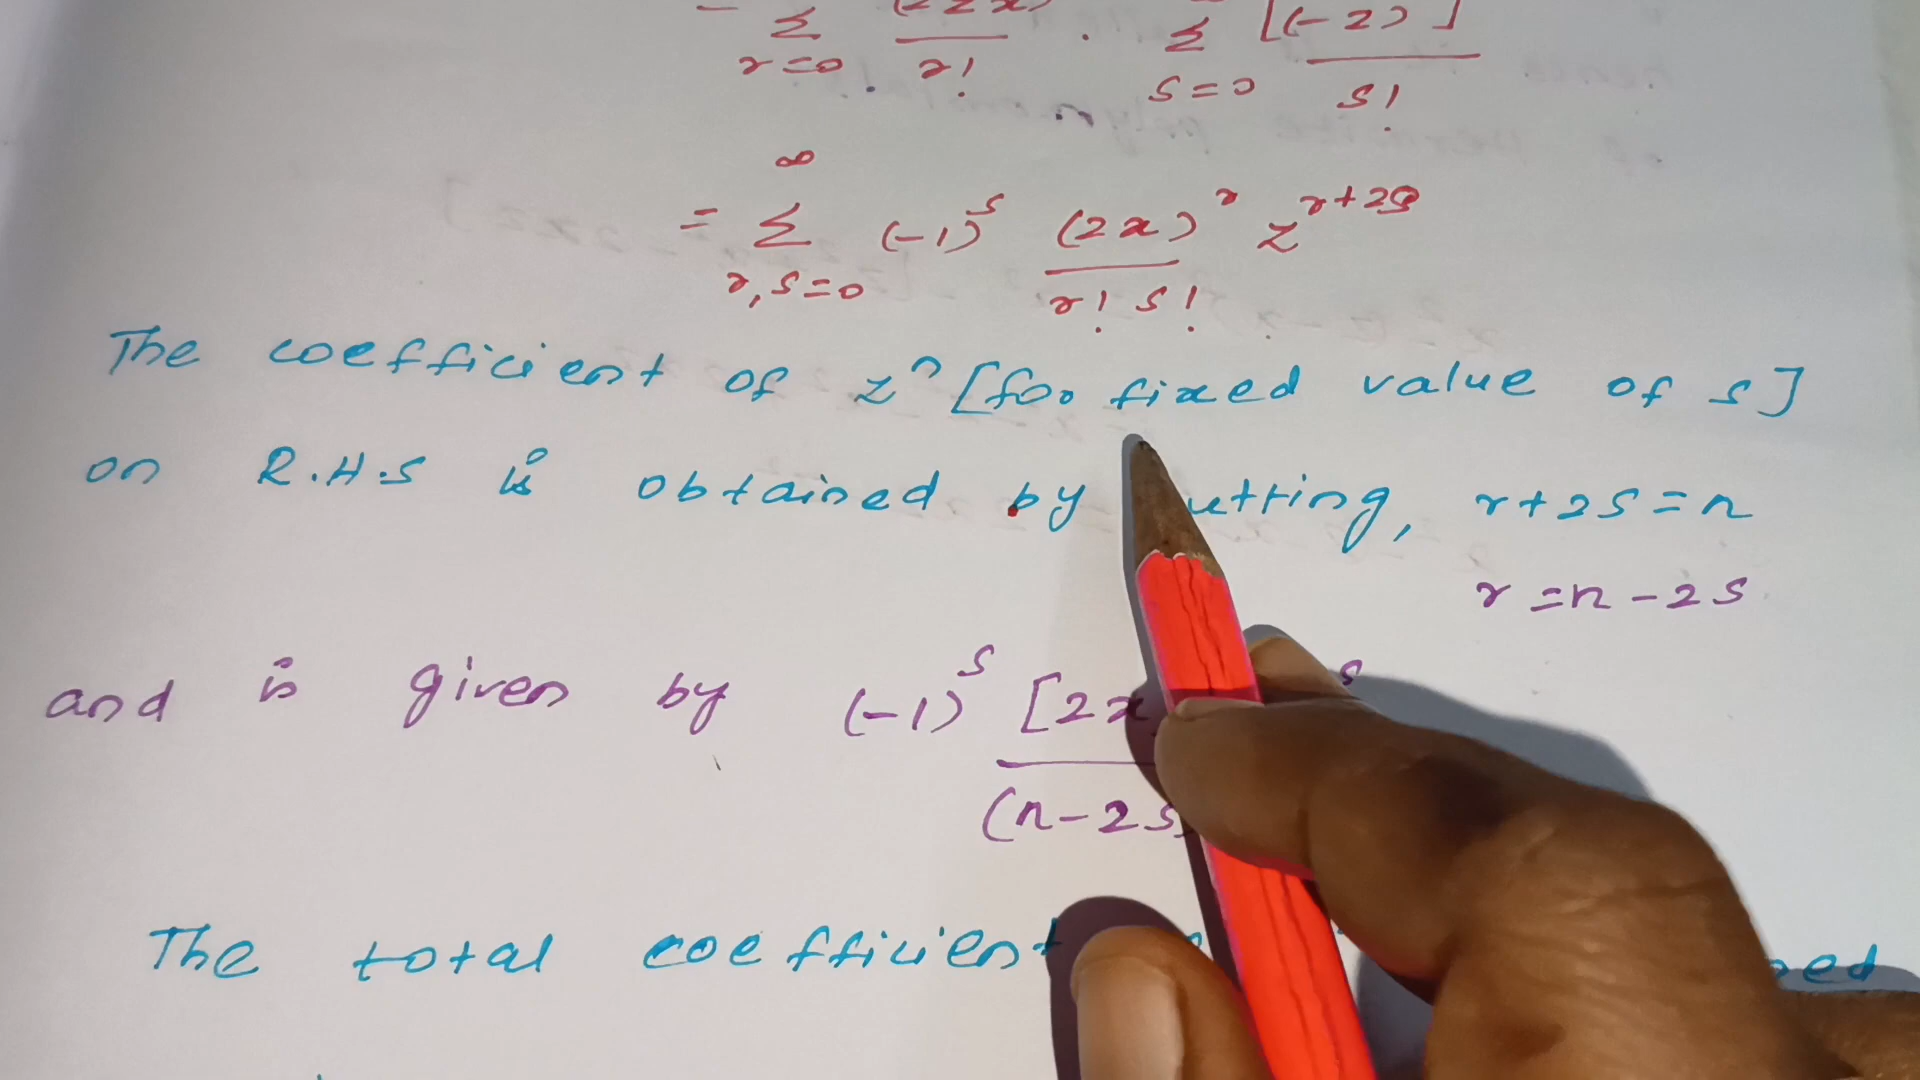 = Σ (2zx) . Σ [(-z)]
r=0 r! s=0 s!
∞
= Σ (-1)^s (2x)^r z^r+2s
r,s=0 r! s!
The coefficient of z^n [for fixed value of s]
on R.H.S is obtained by utting, r+2s=n
r=n-2s
and is given by (-1)^s [2x s
(n-2s)
The total coefficient